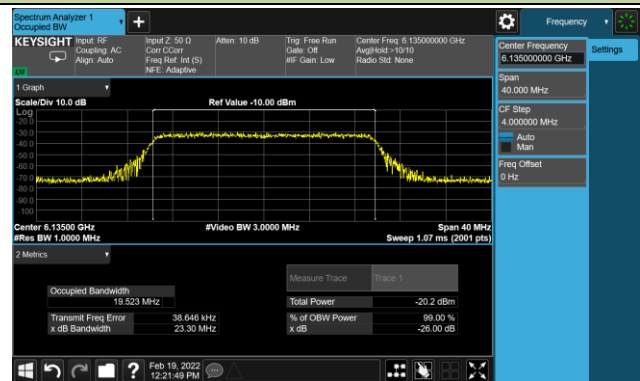 Spectrum Analyzer 1
Occupied BW
Frequency
KEYSIGHT
Input: RF
Coupling: AC
Align: Auto
Input Z: 50 Ω
Corr CCorr
Freq Ref: Int (S)
NFE: Adaptive
Atten: 10 dB
Trig: Free Run
Gate: Off
#IF Gain: Low
Center Freq: 6.135000000 GHz
Avg|Hold:>10/10
Radio Std: None
Center Frequency
6.135000000 GHz
Settings
Span
40.000 MHz
CF Step
4.000000 MHz
Auto
Man
Freq Offset
0 Hz
1 Graph
Scale/Div 10.0 dB
Ref Value -10.00 dBm
Log
-20.0
-30.0
-40.0
-50.0
-60.0
-70.0
-80.0
-90.0
-100
Center 6.13500 GHz
#Video BW 3.0000 MHz
Span 40 MHz
#Res BW 1.0000 MHz
Sweep 1.07 ms (2001 pts)
2 Metrics
Measure Trace
Trace 1
Occupied Bandwidth
19.523 MHz
Total Power
-20.2 dBm
Transmit Freq Error
38.646 kHz
% of OBW Power
99.00 %
x dB Bandwidth
23.30 MHz
x dB
-26.00 dB
Feb 19, 2022
12:21:49 PM